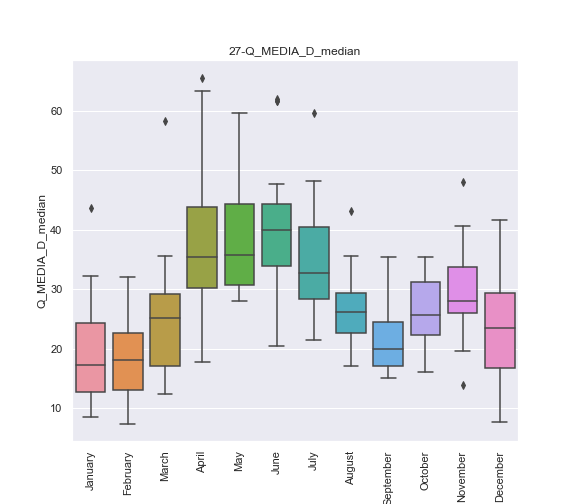 27-Q_MEDIA_D_median
Q_MEDIA_D_median
60
50
40
30
20
10
January
February
March
April
May
June
July
August
September
October
November
December